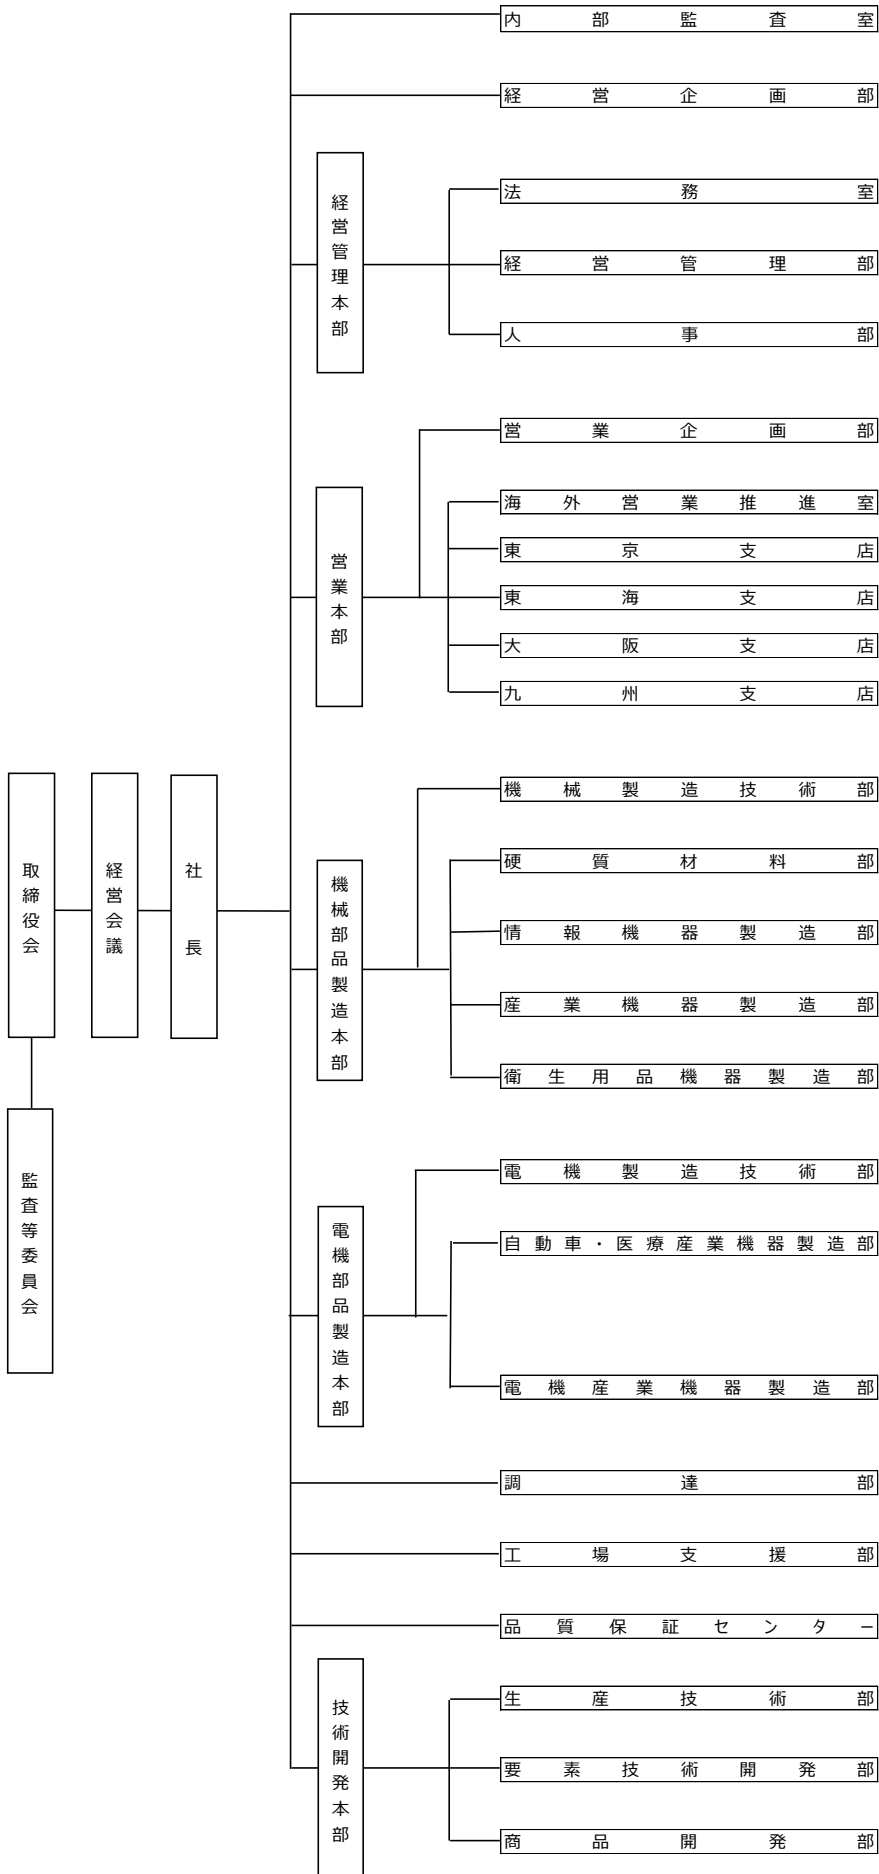 取締役会
監査等委員会
経営会議
社長
内部監査室
経営企画部
経営管理本部
法務室
経営管理部
人事部
営業本部
営業企画部
海外営業推進室
東京支店
東海支店
大阪支店
九州支店
機械部品製造本部
機械製造技術部
硬質材料部
情報機器製造部
産業機器製造部
衛生用品機器製造部
電機部品製造本部
電機製造技術部
自動車・医療産業機器製造部
電機産業機器製造部
調達部
工場支援部
品質保証センター
技術開発本部
生産技術部
要素技術開発部
商品開発部